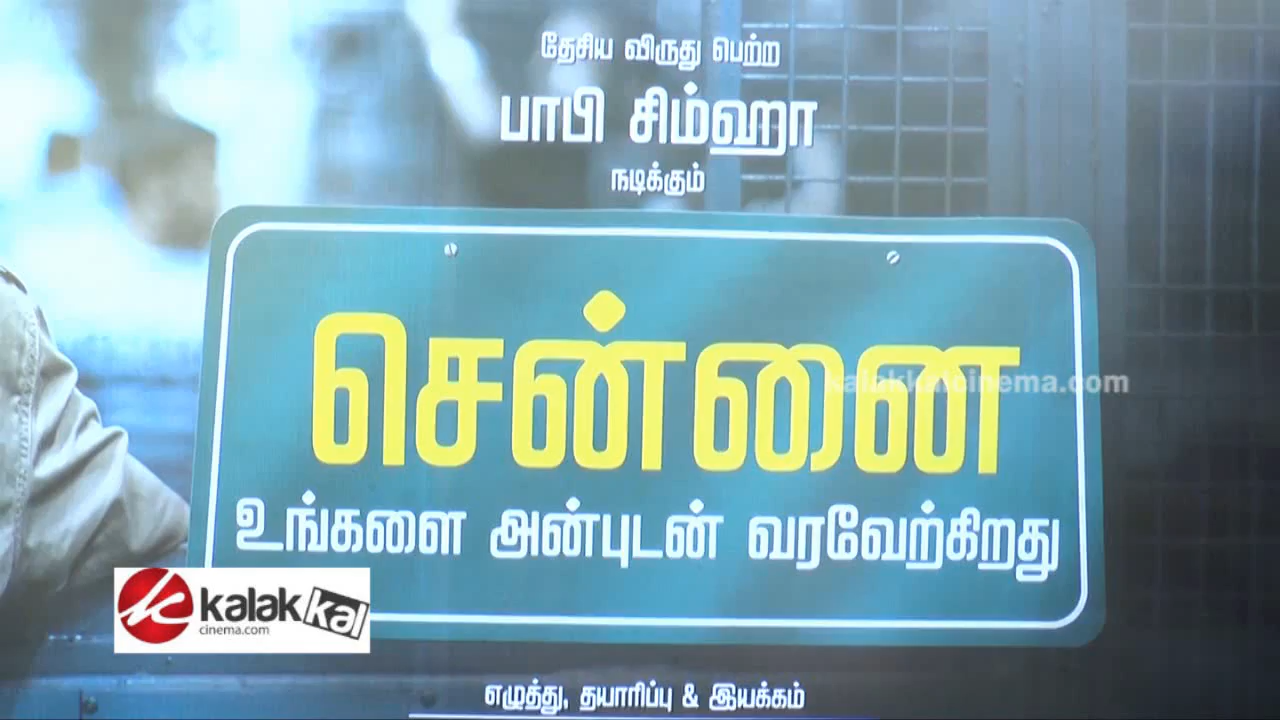 தேசிய விருது பெற்ற
பாபி சிம்ஹா
நடிக்கும்
சென்னை
kalakkalcinema.com
உங்களை அன்புடன் வரவேற்கிறது
kalakkal
cinema.com
எழுத்து, தயாரிப்பு & இயக்கம்